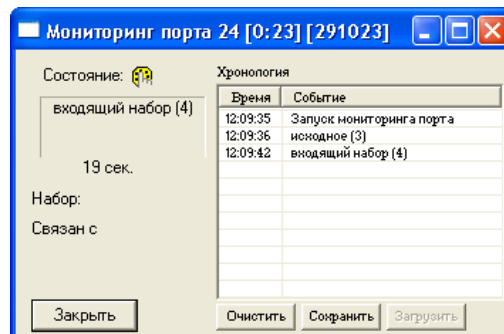 Мониторинг порта 24 [0:23] [291023]
Состояние:
входящий набор (4)
19 сек.
Набор:
Связан с
Закрыть
Хронология
Время Событие
12:09:35 Запуск мониторинга порта
12:09:36 исходное (3)
12:09:42 входящий набор (4)
Очистить Сохранить Загрузить